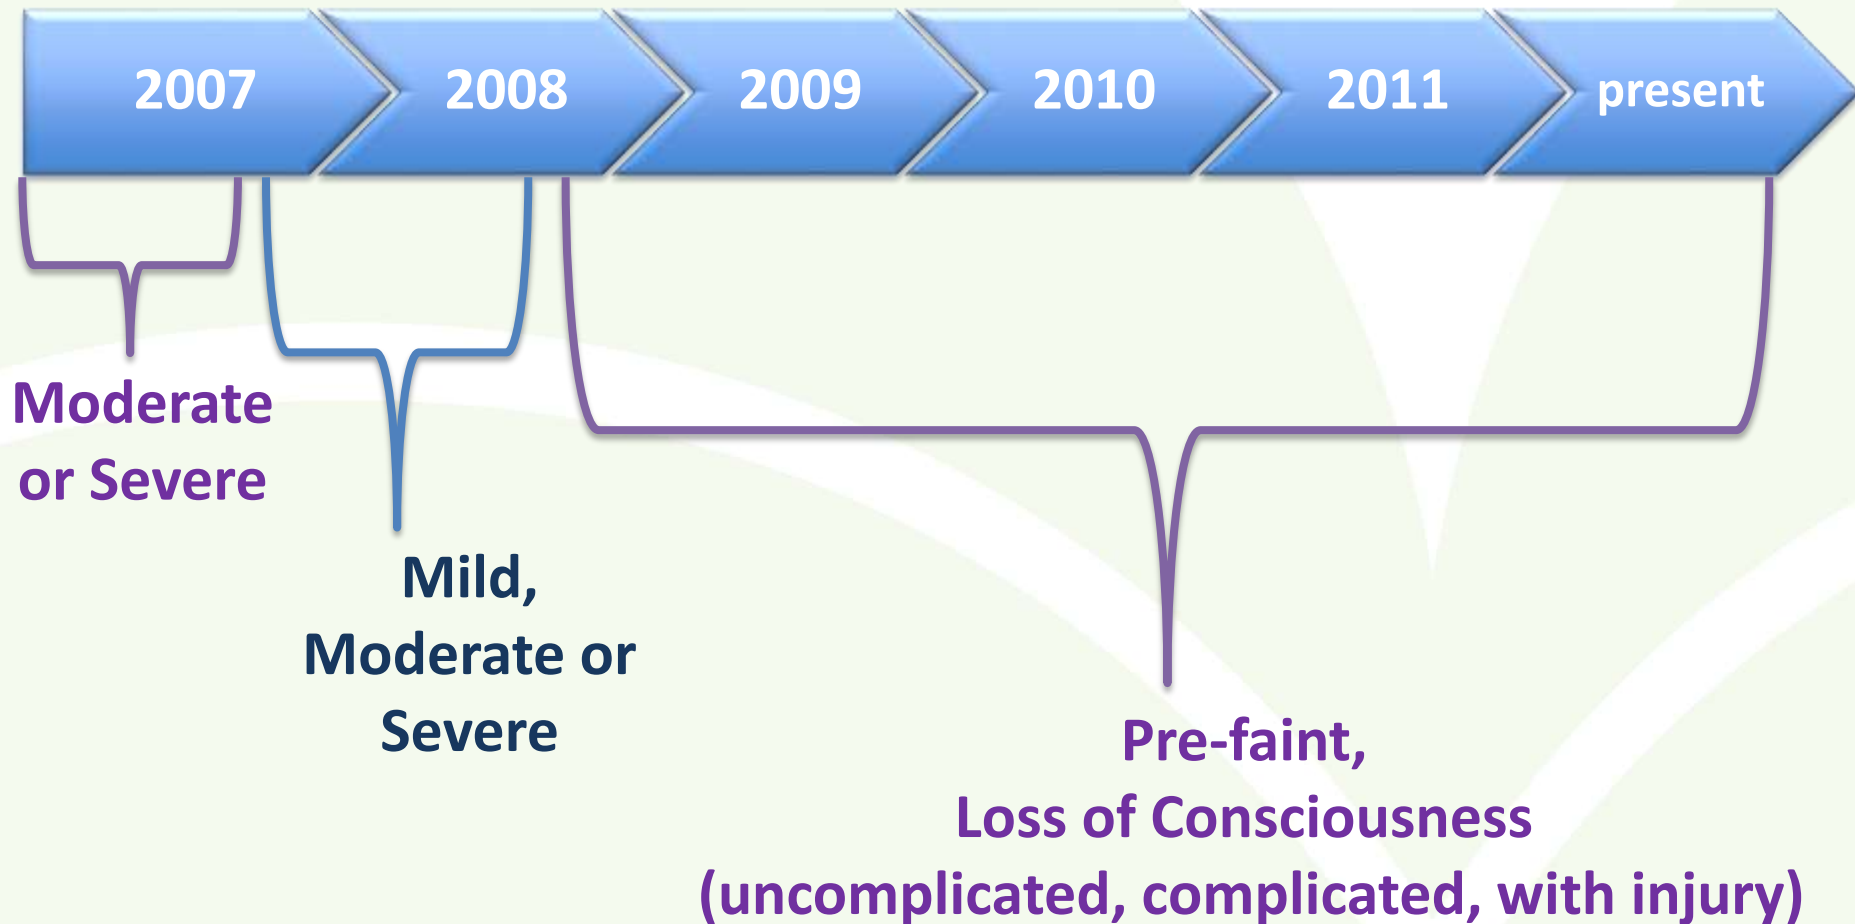 2007
2008
2009
2010
2011
present
Moderate
or Severe
Mild,
Moderate or
Severe
Pre-faint,
Loss of Consciousness
(uncomplicated, complicated, with injury)